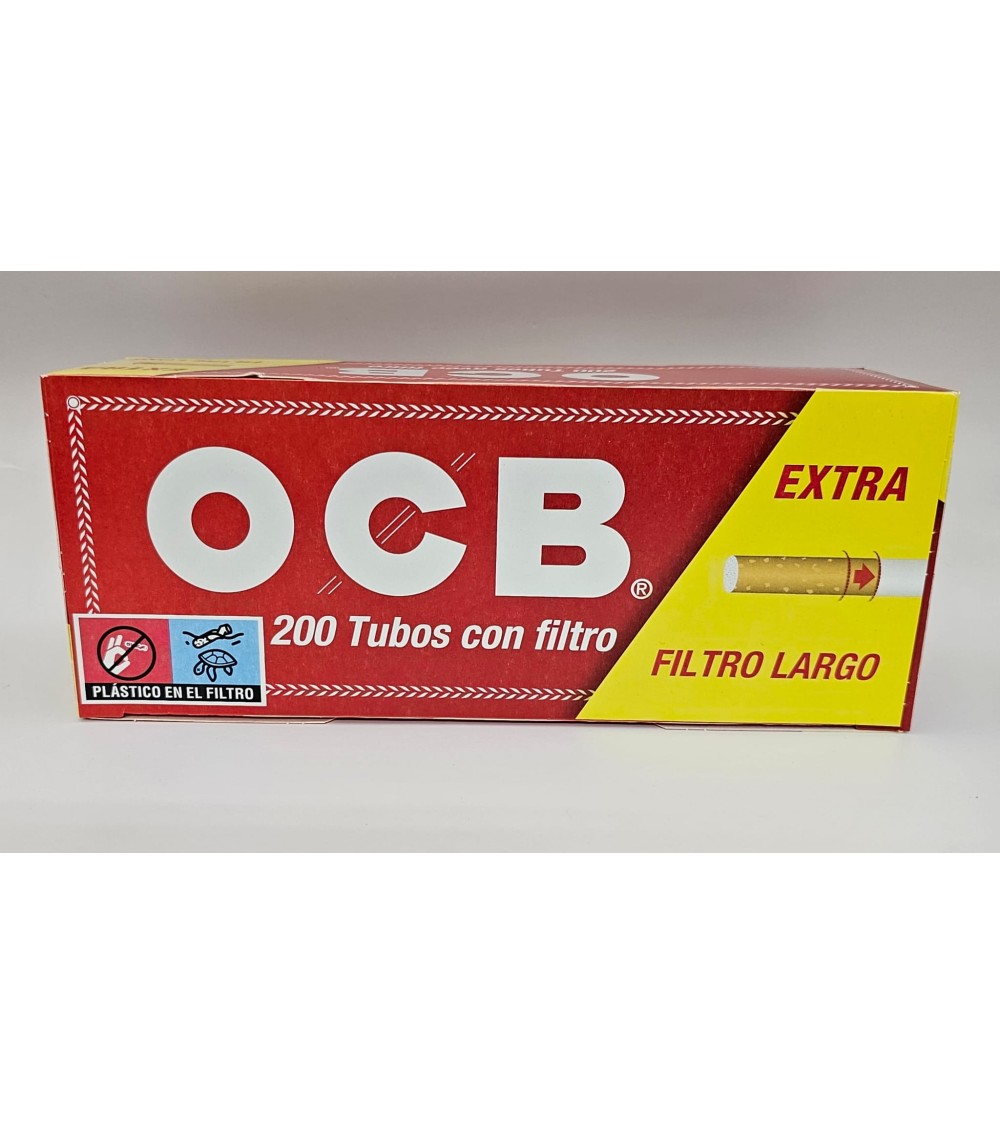 OCB®
EXTRA
200 Tubos con filtro
FILTRO LARGO
PLÁSTICO EN EL FILTRO